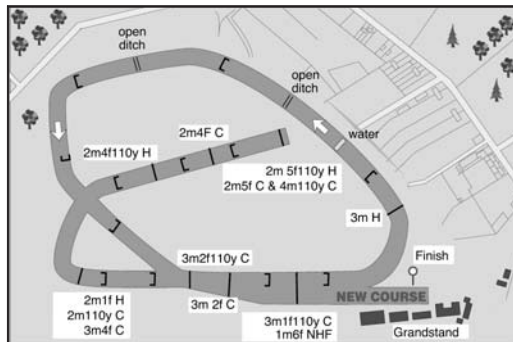 open
ditch
open
ditch
water
2m4F C
2m4f110y H
2m 5f110y H
2m5f C & 4m110y C
3m H
3m2f110y C
Finish
3m 2f C
NEW COURSE
2m1f H
2m110y C
3m4f C
3m1f110y C
1m6f NHF
Grandstand